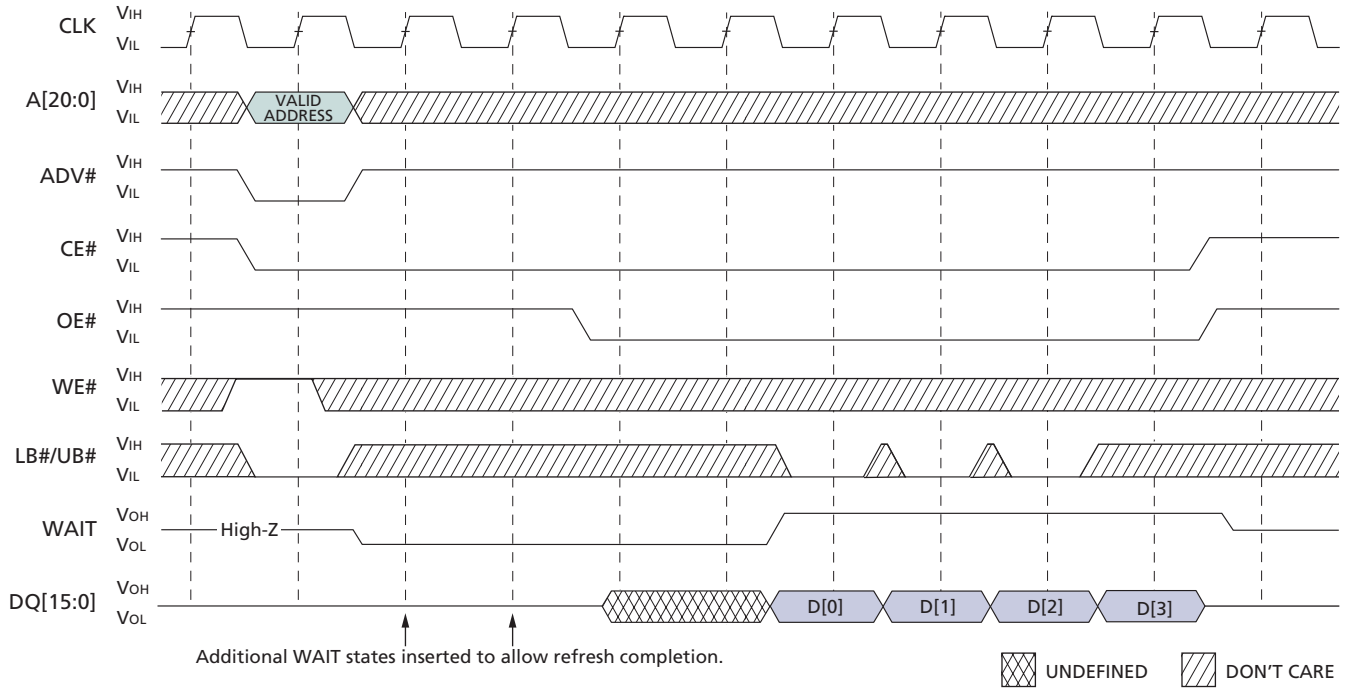 CLK VIH
VIL
A[20:0] VIH
VIL
VALID
ADDRESS
ADV# VIH
VIL
CE# VIH
VIL
OE# VIH
VIL
WE# VIH
VIL
LB#/UB# VIH
VIL
WAIT VOH
VOL
High-Z
DQ[15:0] VOH
VOL
D[0] D[1] D[2] D[3]
Additional WAIT states inserted to allow refresh completion.
UNDEFINED DON'T CARE